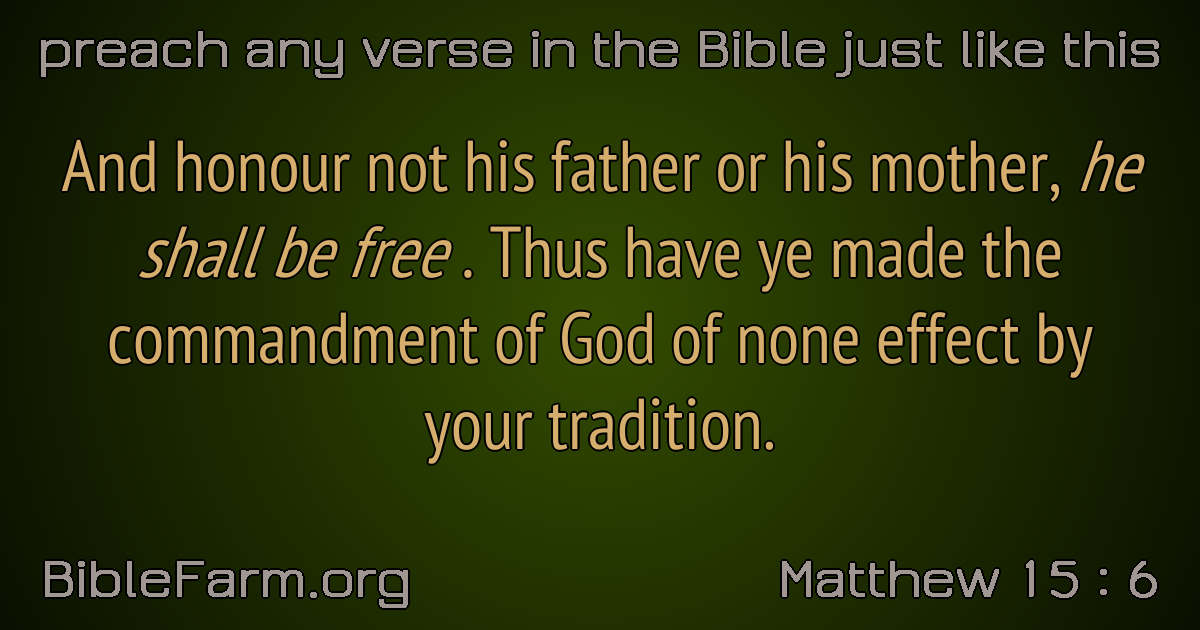 preach any verse in the Bible just like this
And honour not his father or his mother, he
shall be free . Thus have ye made the
commandment of God of none effect by
your tradition.
BibleFarm.org
Matthew 15 : 6